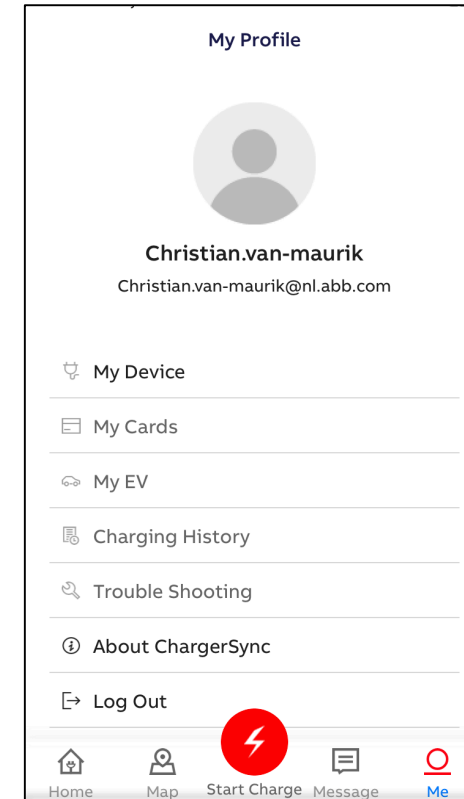 My Profile
Christian.van-maurik
Christian.van-maurik@nl.abb.com
My Device
My Cards
My EV
Charging History
Trouble Shooting
About ChargerSync
Log Out
Home Map Start Charge Message Me